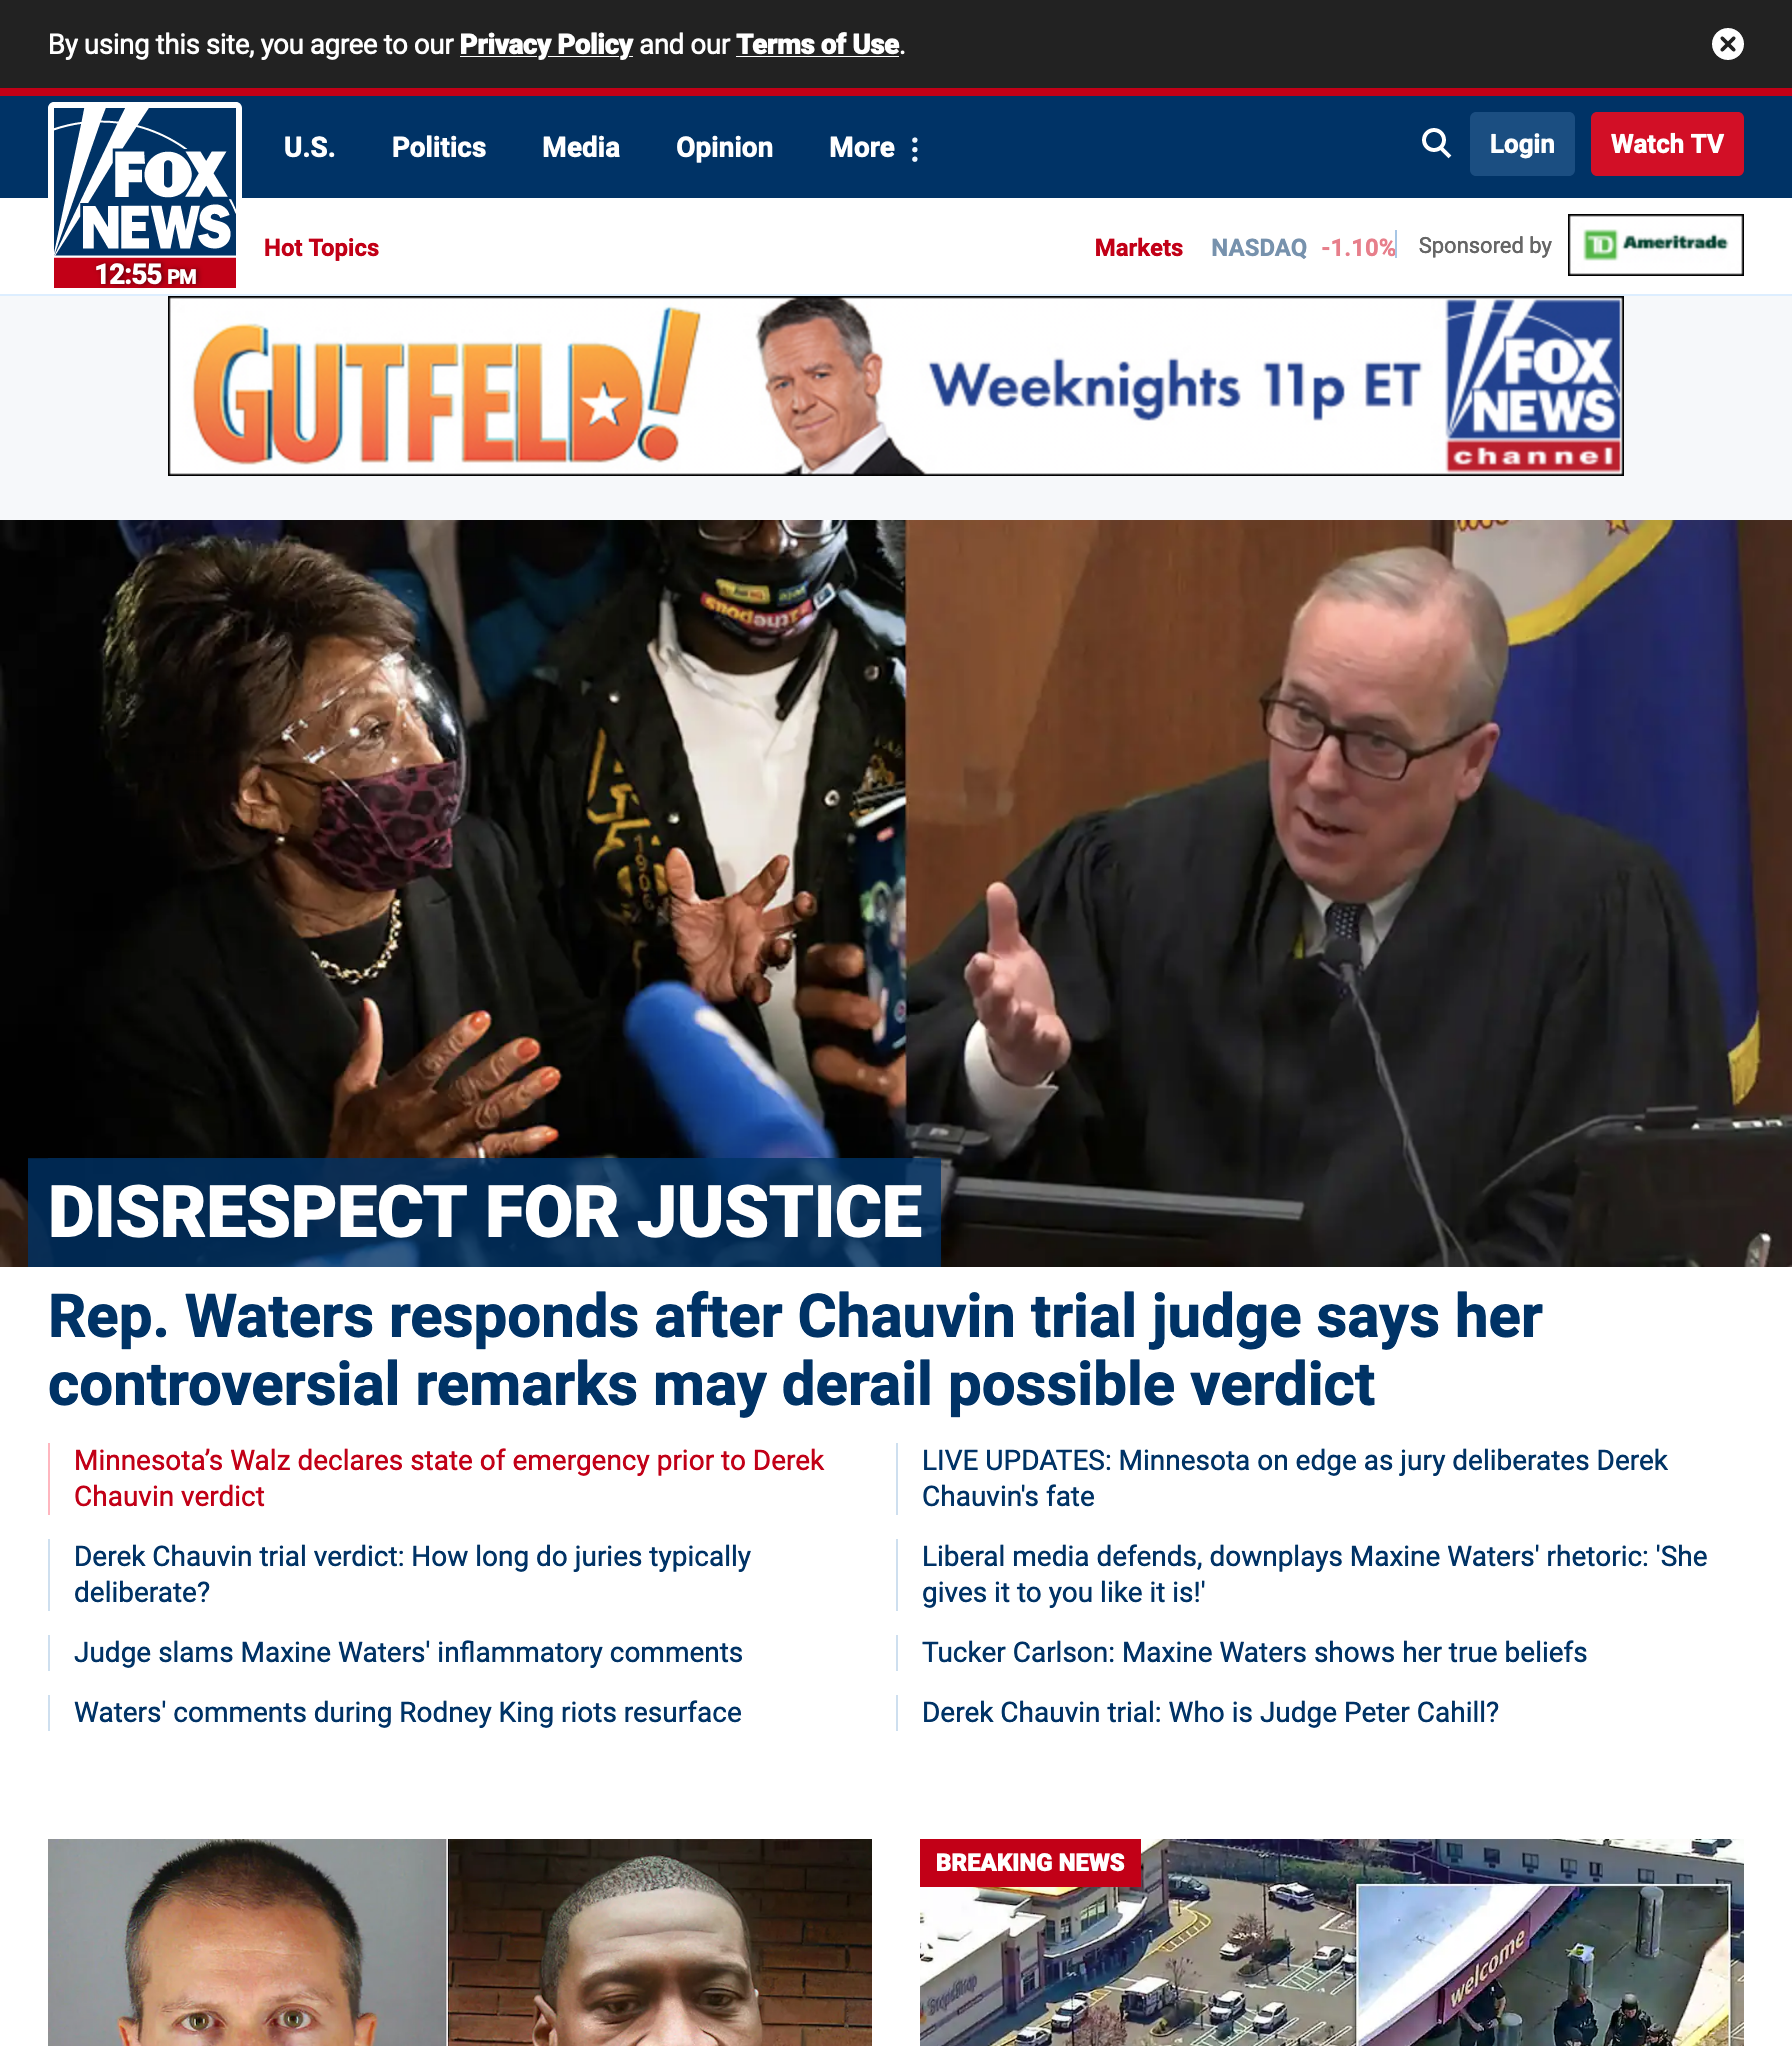 By using this site, you agree to our Privacy Policy and our Terms of Use.
FOX
NEWS
12:55 PM
U.S.
Politics
Media
Opinion
More
Login
Watch TV
Hot Topics
Markets
NASDAQ -1.10%
Sponsored by
TD Ameritrade
GUTFELD!
Weeknights 11p ET
FOX
NEWS
channel
1906
DISRESPECT FOR JUSTICE
Rep. Waters responds after Chauvin trial judge says her
controversial remarks may derail possible verdict
Minnesota’s Walz declares state of emergency prior to Derek
Chauvin verdict
LIVE UPDATES: Minnesota on edge as jury deliberates Derek
Chauvin's fate
Derek Chauvin trial verdict: How long do juries typically
deliberate?
Liberal media defends, downplays Maxine Waters' rhetoric: 'She
gives it to you like it is!'
Judge slams Maxine Waters' inflammatory comments
Tucker Carlson: Maxine Waters shows her true beliefs
Waters' comments during Rodney King riots resurface
Derek Chauvin trial: Who is Judge Peter Cahill?
BREAKING NEWS
Stop&Shop
welcome